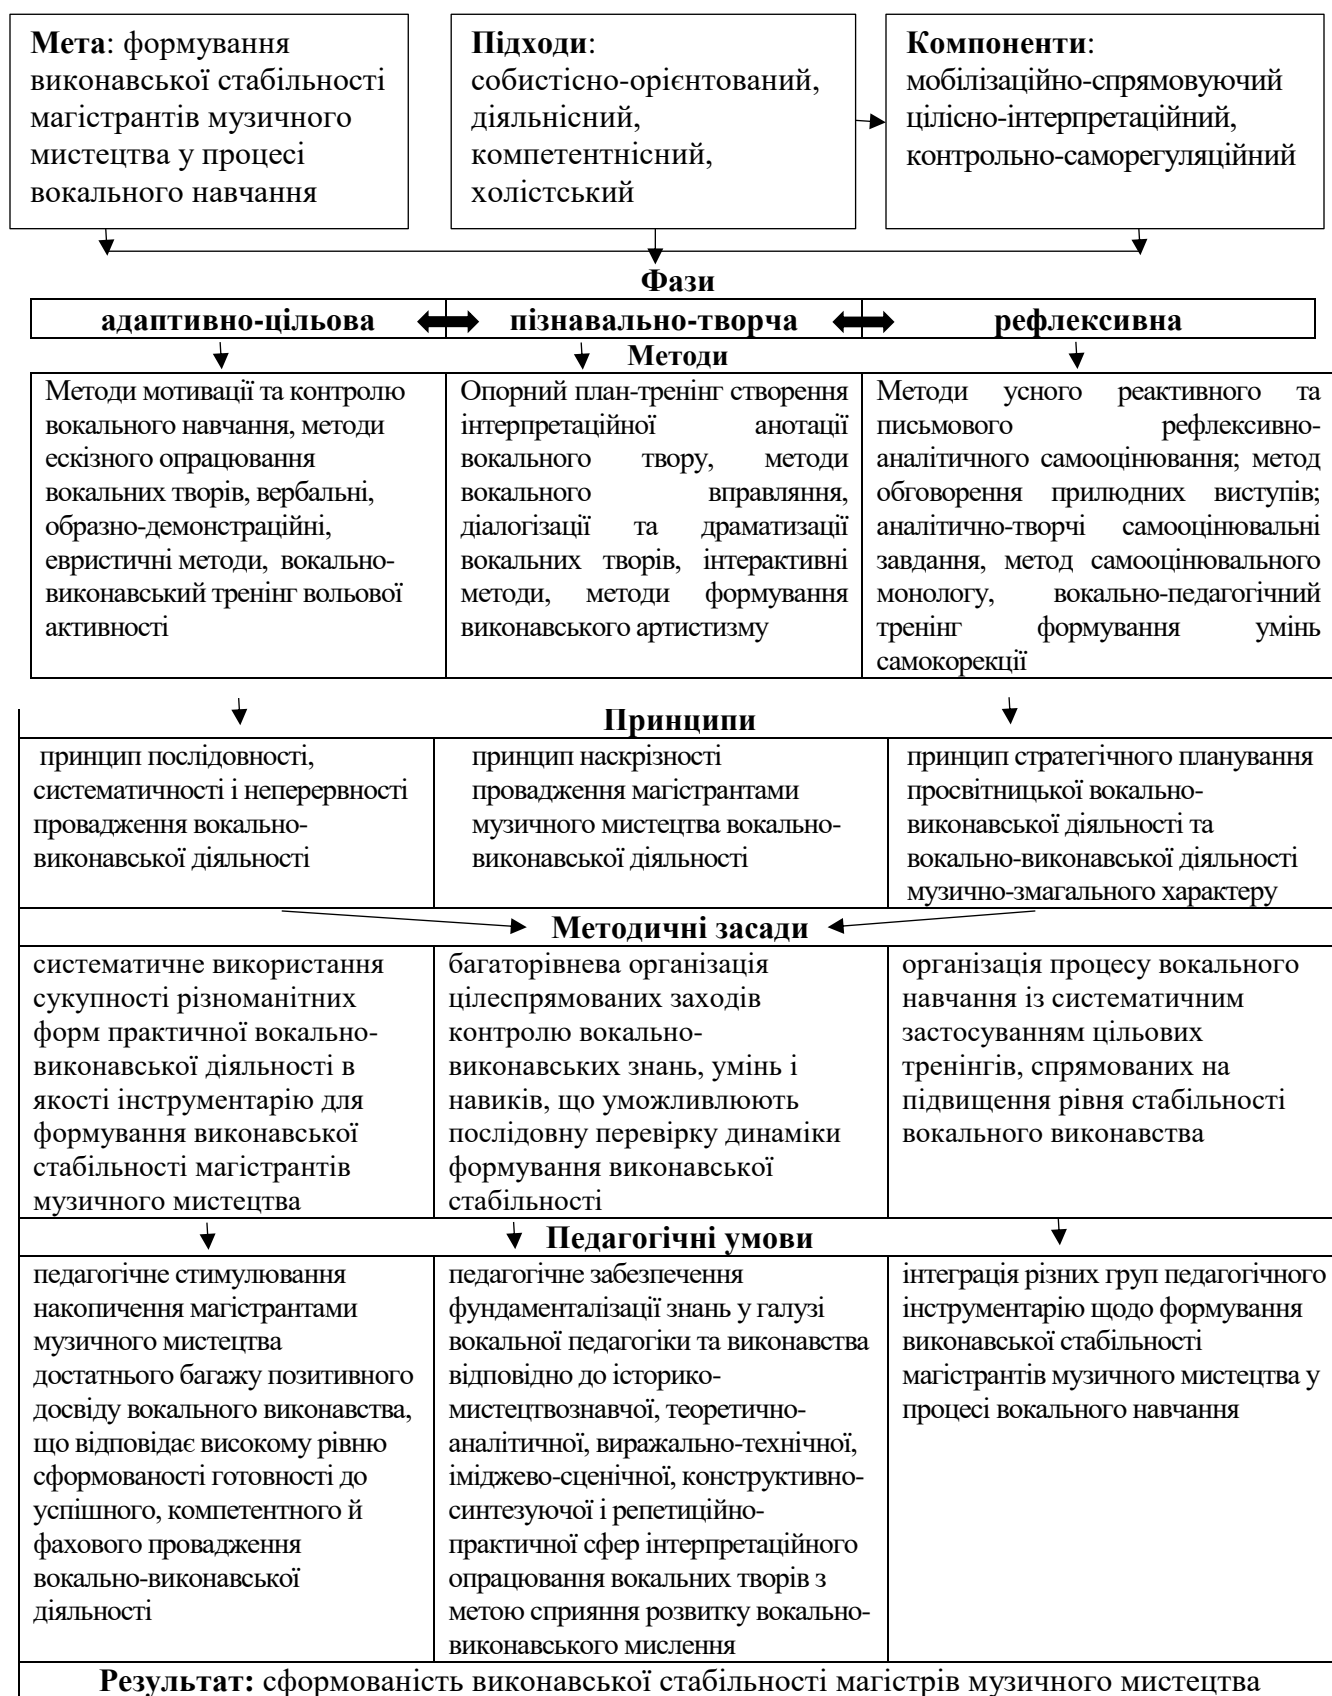 Мета: формування
виконавської стабільності
магістрантів музичного
мистецтва у процесі
вокального навчання
Підходи:
собистісно-орієнтований,
діяльнісний,
компетентнісний,
холістський
Компоненти:
мобілізаційно-спрямовуючий
цілісно-інтерпретаційний,
контрольно-саморегуляційний
Фази
адаптивно-цільова
пізнавально-творча
рефлексивна
Методи
Методи мотивації та контролю
вокального навчання, методи
ескізного опрацювання
вокальних творів, вербальні,
образно-демонстраційні,
евристичні методи, вокально-
виконавський тренінг вольової
активності
Опорний план-тренінг створення
інтерпретаційної анотації
вокального твору, методи
вокального вправляння,
діалогізації та драматизації
вокальних творів, інтерактивні
методи, методи формування
виконавського артистизму
Методи усного реактивного та
письмового рефлексивно-
аналітичного самооцінювання; метод
обговорення прилюдних виступів;
аналітично-творчі самооцінювальні
завдання, метод самооцінювального
монологу, вокально-педагогічний
тренінг формування умінь
самокорекції
Принципи
принцип послідовності,
систематичності і неперервності
провадження вокально-
виконавської діяльності
принцип наскрізності
провадження магістрантами
музичного мистецтва вокально-
виконавської діяльності
принцип стратегічного планування
просвітницької вокально-
виконавської діяльності та
вокально-виконавської діяльності
музично-змагального характеру
Методичні засади
систематичне використання
сукупності різноманітних
форм практичної вокально-
виконавської діяльності в
якості інструментарію для
формування виконавської
стабільності магістрантів
музичного мистецтва
багаторівнева організація
цілеспрямованих заходів
контролю вокально-
виконавських знань, умінь і
навиків, що уможливлюють
послідовну перевірку динаміки
формування виконавської
стабільності
організація процесу вокального
навчання із систематичним
застосуванням цільових
тренінгів, спрямованих на
підвищення рівня стабільності
вокального виконавства
Педагогічні умови
педагогічне стимулювання
накопичення магістрантами
музичного мистецтва
достатнього багажу позитивного
досвіду вокального виконавства,
що відповідає високому рівню
сформованості готовності до
успішного, компетентного й
фахового провадження
вокально-виконавської
діяльності
педагогічне забезпечення
фундаменталізації знань у галузі
вокальної педагогіки та виконавства
відповідно до історико-
мистецтвознавчої, теоретично-
аналітичної, виражально-технічної,
іміджево-сценічної, конструктивно-
синтезуючої і репетиційно-
практичної сфер інтерпретаційного
опрацювання вокальних творів з
метою сприяння розвитку вокально-
виконавського мислення
інтеграція різних груп педагогічного
інструментарію щодо формування
виконавської стабільності
магістрантів музичного мистецтва у
процесі вокального навчання
Результат: сформованість виконавської стабільності магістрів музичного мистецтва